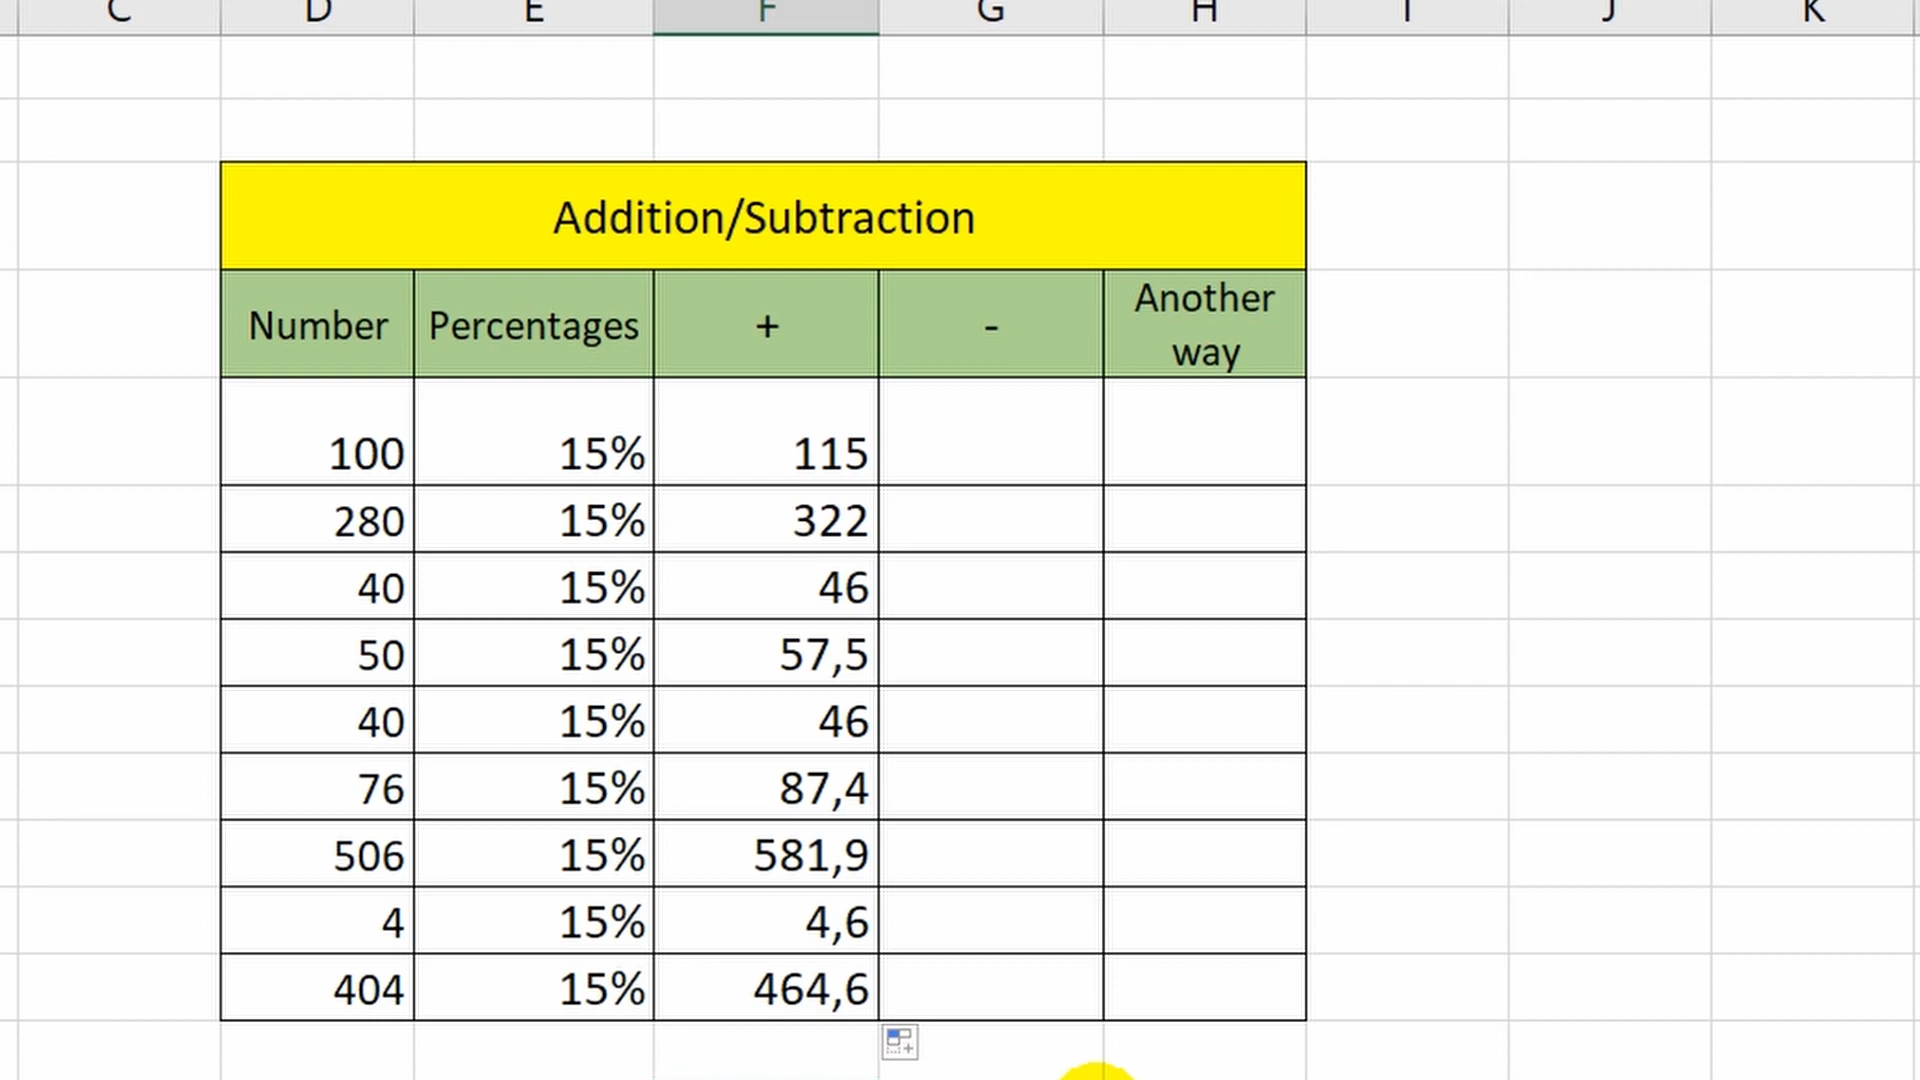 C D E F G H I J K
Addition/Subtraction
Number Percentages + - Another way
100 15% 115
280 15% 322
40 15% 46
50 15% 57,5
40 15% 46
76 15% 87,4
506 15% 581,9
4 15% 4,6
404 15% 464,6